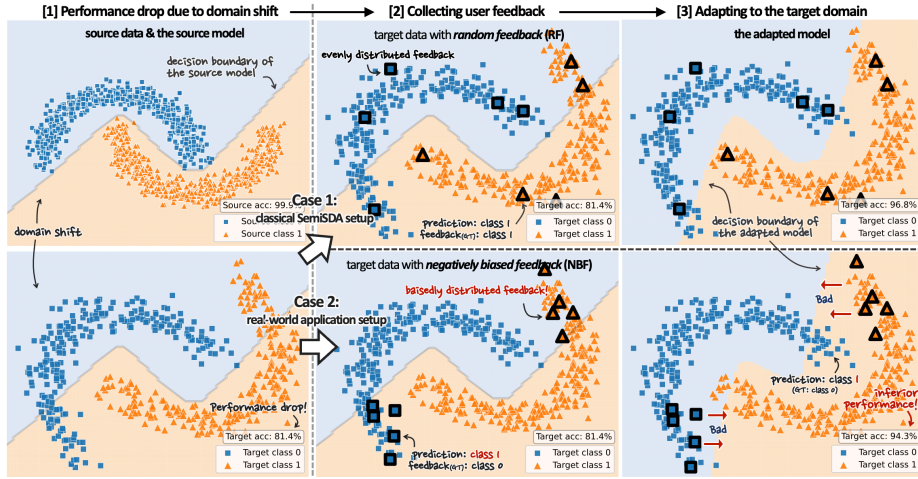 [1] Performance drop due to domain shift
[2] Collecting user feedback
[3] Adapting to the target domain
source data & the source model
decision boundary of
the source model
Source acc: 99.9
Source class 1
domain shift
target data with random feedback (RF)
evenly distributed feedback
prediction: class 1
feedback(GT): class 1
Target acc: 81.4%
Target class 0
Target class 1
the adapted model
Target acc: 96.8%
Target class 0
Target class 1
decision boundary of
the adapted model
Case 1:
classical SemiSDA setup
Case 2:
real-world application setup
Performance drop!
Target acc: 81.4%
Target class 0
Target class 1
target data with negatively biased feedback (NBF)
baisedly distributed feedback!
prediction: class 1
feedback(GT): class 0
Target acc: 81.4%
Target class 0
Target class 1
Bad
prediction: class 1
(GT: class 0)
inferior
performance!
Bad
Target acc: 94.3%
Target class 0
Target class 1